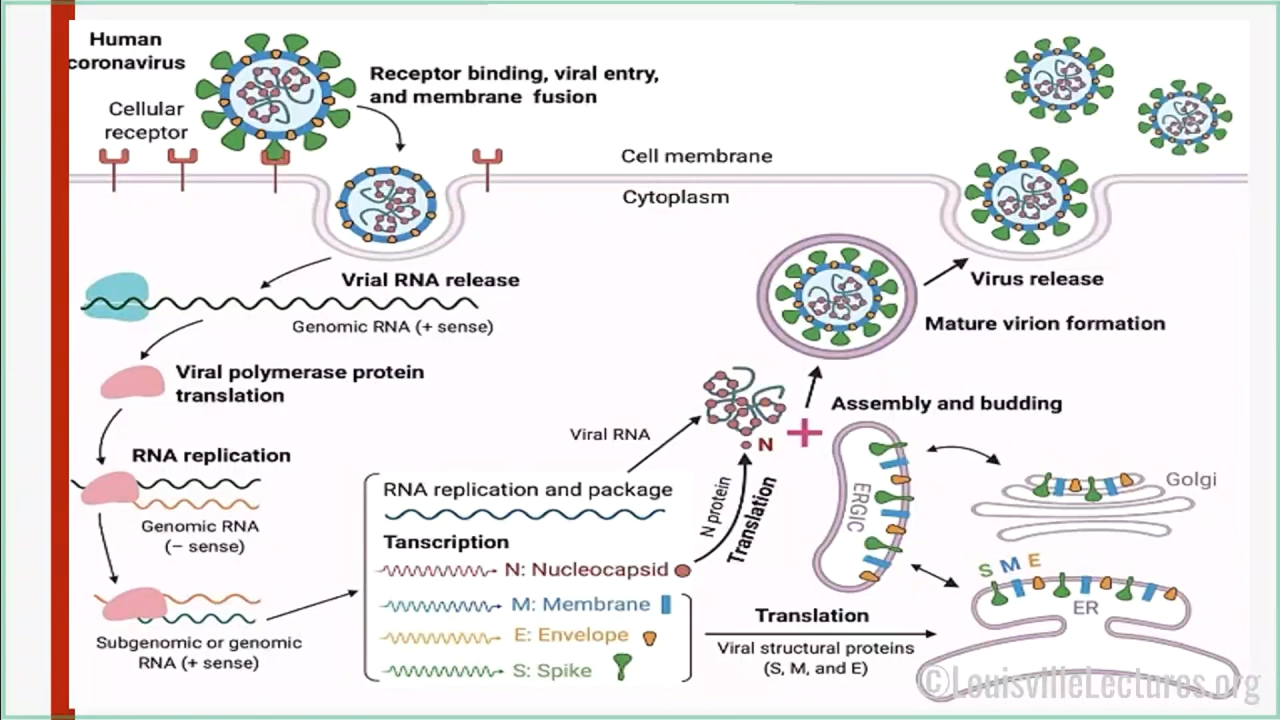 Human
coronavirus
Cellular
receptor
Receptor binding, viral entry,
and membrane fusion
Cell membrane
Cytoplasm
Vrial RNA release
Genomic RNA (+ sense)
Viral polymerase protein
translation
RNA replication
Genomic RNA
(– sense)
Subgenomic or genomic
RNA (+ sense)
RNA replication and package
Tanscription
N: Nucleocapsid
M: Membrane
E: Envelope
S: Spike
Viral RNA
N
N protein
Translation
+
Virus release
Mature virion formation
Assembly and budding
ERGIC
Golgi
S M E
ER
Translation
Viral structural proteins
(S, M, and E)
©LouisvilleLectures.org